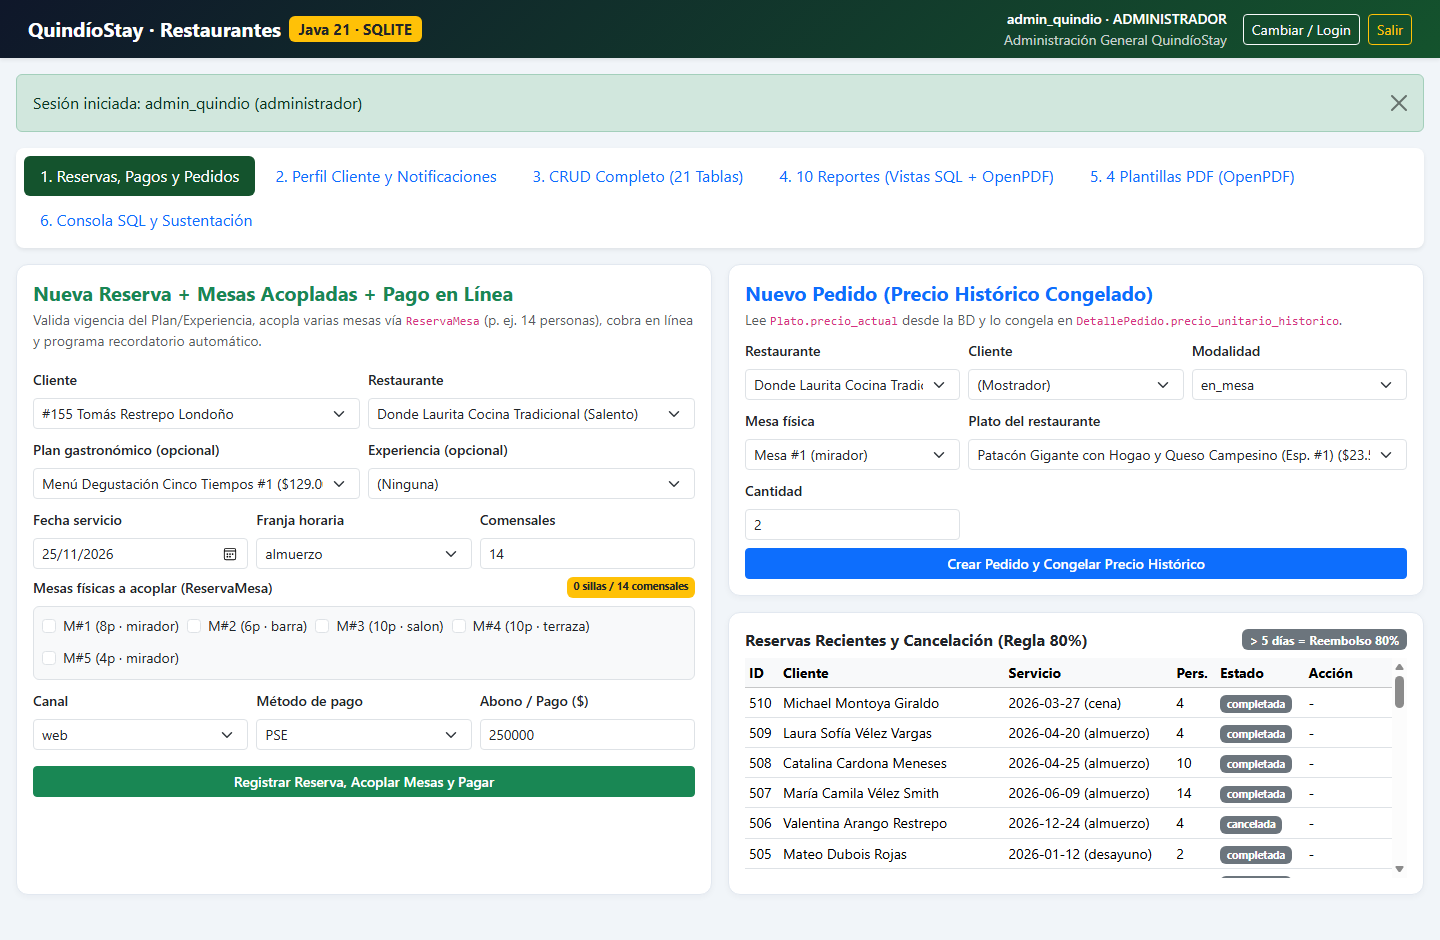 QuindíoStay · Restaurantes
Java 21 · SQLITE
admin_quindio · ADMINISTRADOR
Administración General QuindíoStay
Cambiar / Login
Salir
Sesión iniciada: admin_quindio (administrador)
1. Reservas, Pagos y Pedidos
2. Perfil Cliente y Notificaciones
3. CRUD Completo (21 Tablas)
4. 10 Reportes (Vistas SQL + OpenPDF)
5. 4 Plantillas PDF (OpenPDF)
6. Consola SQL y Sustentación
Nueva Reserva + Mesas Acopladas + Pago en Línea
Valida vigencia del Plan/Experiencia, acopla varias mesas vía ReservaMesa (p. ej. 14 personas), cobra en línea
y programa recordatorio automático.
Cliente
Restaurante
#155 Tomás Restrepo Londoño
Donde Laurita Cocina Tradicional (Salento)
Plan gastronómico (opcional)
Experiencia (opcional)
Menú Degustación Cinco Tiempos #1 ($129.0
(Ninguna)
Fecha servicio
Franja horaria
Comensales
25/11/2026
almuerzo
14
Mesas físicas a acoplar (ReservaMesa)
0 sillas / 14 comensales
M#1 (8p · mirador)
M#2 (6p · barra)
M#3 (10p · salon)
M#4 (10p · terraza)
M#5 (4p · mirador)
Canal
Método de pago
Abono / Pago ($)
web
PSE
250000
Registrar Reserva, Acoplar Mesas y Pagar
Nuevo Pedido (Precio Histórico Congelado)
Lee Plato.precio_actual desde la BD y lo congela en DetallePedido.precio_unitario_historico.
Restaurante
Cliente
Modalidad
Donde Laurita Cocina Tradic
(Mostrador)
en_mesa
Mesa física
Plato del restaurante
Mesa #1 (mirador)
Patacón Gigante con Hogao y Queso Campesino (Esp. #1) ($23.5
Cantidad
2
Crear Pedido y Congelar Precio Histórico
Reservas Recientes y Cancelación (Regla 80%)
> 5 días = Reembolso 80%
ID Cliente Servicio Pers. Estado Acción
510 Michael Montoya Giraldo 2026-03-27 (cena) 4 completada -
509 Laura Sofía Vélez Vargas 2026-04-20 (almuerzo) 4 completada -
508 Catalina Cardona Meneses 2026-04-25 (almuerzo) 10 completada -
507 María Camila Vélez Smith 2026-06-09 (almuerzo) 14 completada -
506 Valentina Arango Restrepo 2026-12-24 (almuerzo) 4 cancelada -
505 Mateo Dubois Rojas 2026-01-12 (desayuno) 2 completada -